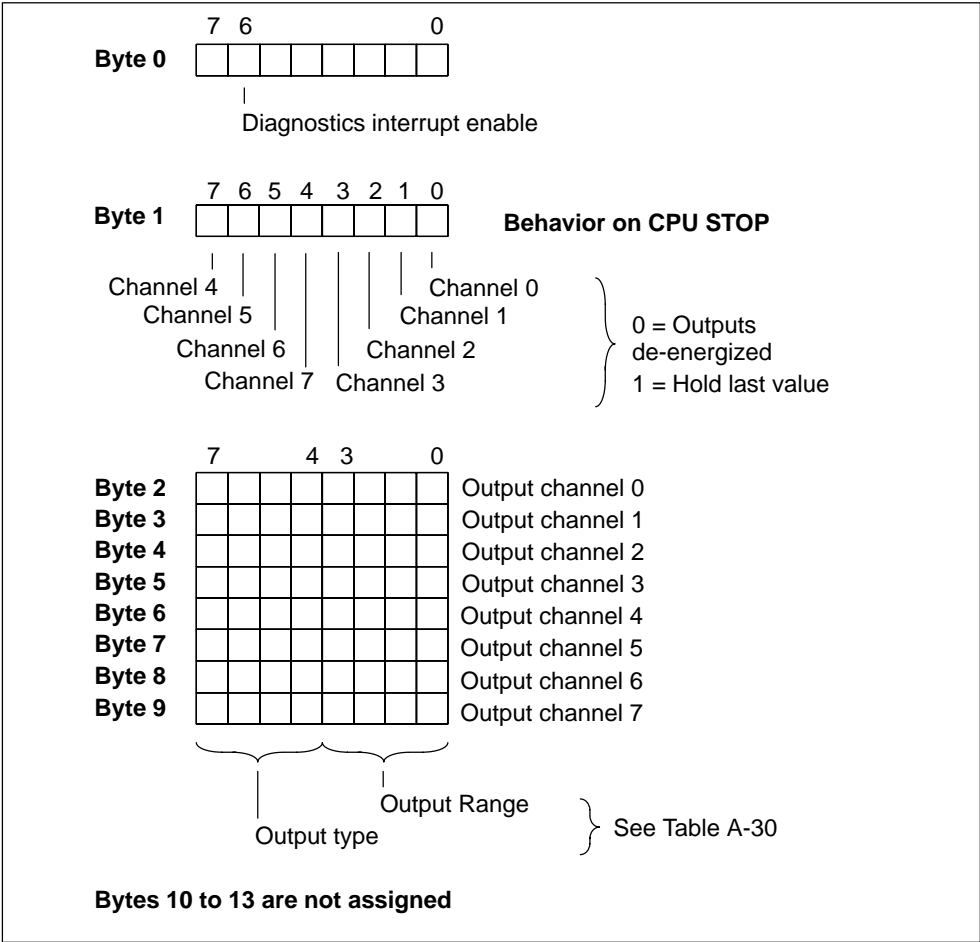 7 6 0
Byte 0
Diagnostics interrupt enable
7 6 5 4 3 2 1 0
Byte 1
Behavior on CPU STOP
Channel 4
Channel 0
Channel 5
Channel 1
Channel 6
Channel 2
Channel 7
Channel 3
0 = Outputs
de-energized
1 = Hold last value
7 4 3 0
Byte 2 Output channel 0
Byte 3 Output channel 1
Byte 4 Output channel 2
Byte 5 Output channel 3
Byte 6 Output channel 4
Byte 7 Output channel 5
Byte 8 Output channel 6
Byte 9 Output channel 7
Output Range
Output type
See Table A-30
Bytes 10 to 13 are not assigned